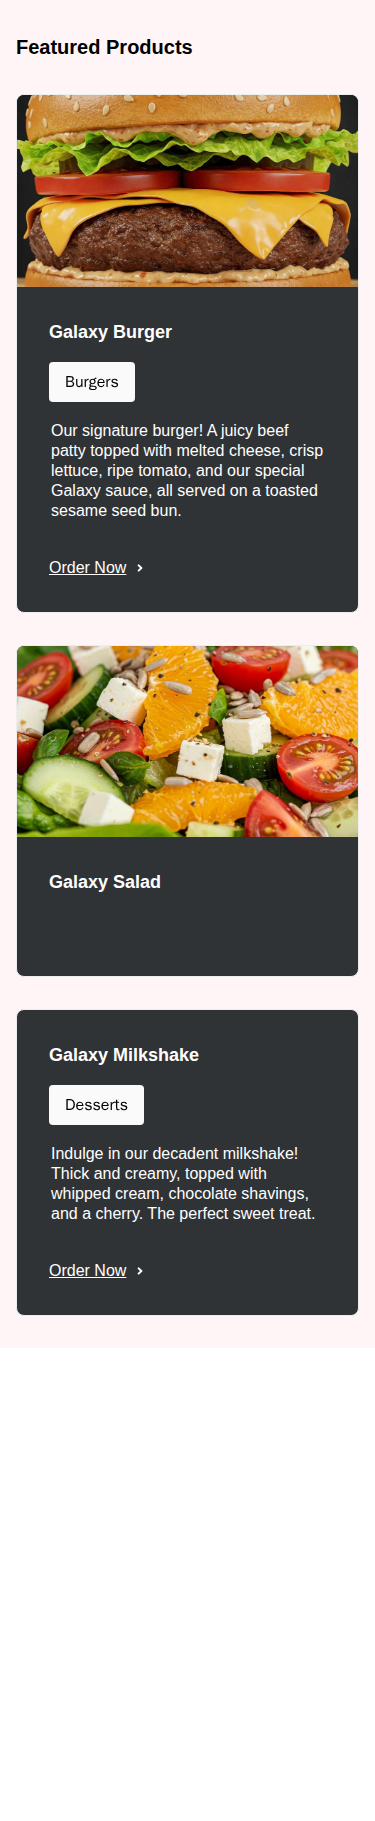 Featured Products
Galaxy Burger
Burgers
Our signature burger! A juicy beef
patty topped with melted cheese, crisp
lettuce, ripe tomato, and our special
Galaxy sauce, all served on a toasted
sesame seed bun.
Order Now
Galaxy Salad
Galaxy Milkshake
Desserts
Indulge in our decadent milkshake!
Thick and creamy, topped with
whipped cream, chocolate shavings,
and a cherry. The perfect sweet treat.
Order Now